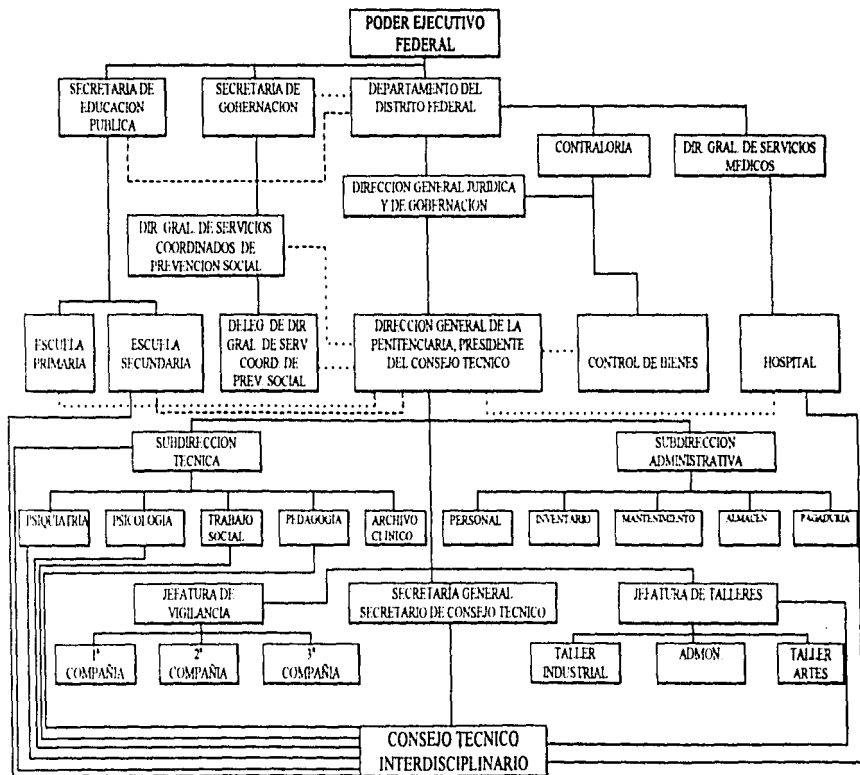 PODER EJECUTIVO
FEDERAL
SECRETARIA DE
EDUCACION
PUBLICA
SECRETARIA DE
GOBERNACION
DEPARTAMENTO DEL
DISTRITO FEDERAL
CONTRALORIA
DIR GRAL. DE SERVICIOS
MEDICOS
DIRECCION GENERAL JURIDICA
Y DE GOBERNACION
DIR GRAL. DE SERVICIOS
COORDINADOS DE
PREVENCION SOCIAL
ESCUELA
PRIMARIA
ESCUELA
SECUNDARIA
DELEG DE DIR
GRAL DE SERV
COORD. DE
PREV. SOCIAL
DIRECCION GENERAL DE LA
PENITENCIARIA, PRESIDENTE
DEL CONSEJO TECNICO
CONTROL DE BIENES
HOSPITAL
SUBDIRECCION
TECNICA
SUBDIRECCION
ADMINISTRATIVA
PSIQUIATRIA
PSICOLOGIA
TRABAJO
SOCIAL
PEDAGOGIA
ARCHIVO
CLINICO
PERSONAL
INVENTARIO
MANTENIMIENTO
ALMACEN
PAGADURIA
JEFATURA DE
VIGILANCIA
SECRETARÍA GENERAL
SECRETARIO DE CONSEJO TECNICO
JEFATURA DE TALLERES
1ª
COMPAÑIA
2ª
COMPAÑIA
3ª
COMPAÑIA
TALLER
INDUSTRIAL
ADMON.
TALLER
ARTES
CONSEJO TECNICO
INTERDISCIPLINARIO